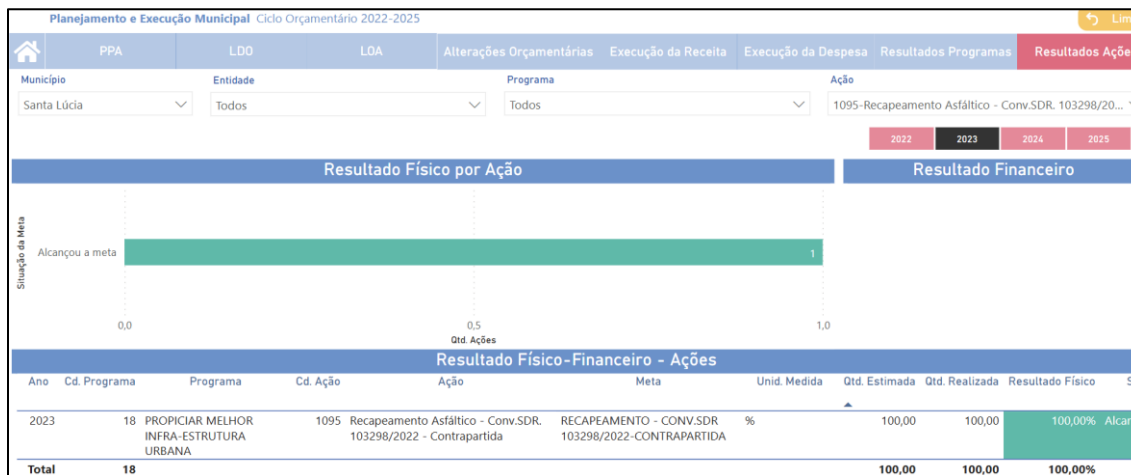 Planejamento e Execução Municipal Ciclo Orçamentário 2022-2025
Lim
PPA LDO LOA Alterações Orçamentárias Execução da Receita Execução da Despesa Resultados Programas Resultados Açõe
Município Entidade Programa Ação
Santa Lúcia Todos Todos 1095-Recapeamento Asfáltico - Conv.SDR. 103298/20...
2022 2023 2024 2025
Resultado Físico por Ação Resultado Financeiro
Situação da Meta
Alcançou a meta 1
0,0 0,5 1,0
Qtd. Ações
Resultado Físico-Financeiro - Ações
Ano Cd. Programa Programa Cd. Ação Ação Meta Unid. Medida Qtd. Estimada Qtd. Realizada Resultado Físico S
2023 18 PROPICIAR MELHOR 1095 Recapeamento Asfáltico - Conv.SDR. RECAPEAMENTO - CONV.SDR % 100,00 100,00 100,00% Alcan
INFRA-ESTRUTURA 103298/2022 - Contrapartida 103298/2022-CONTRAPARTIDA
URBANA
Total 18 100,00 100,00 100,00%